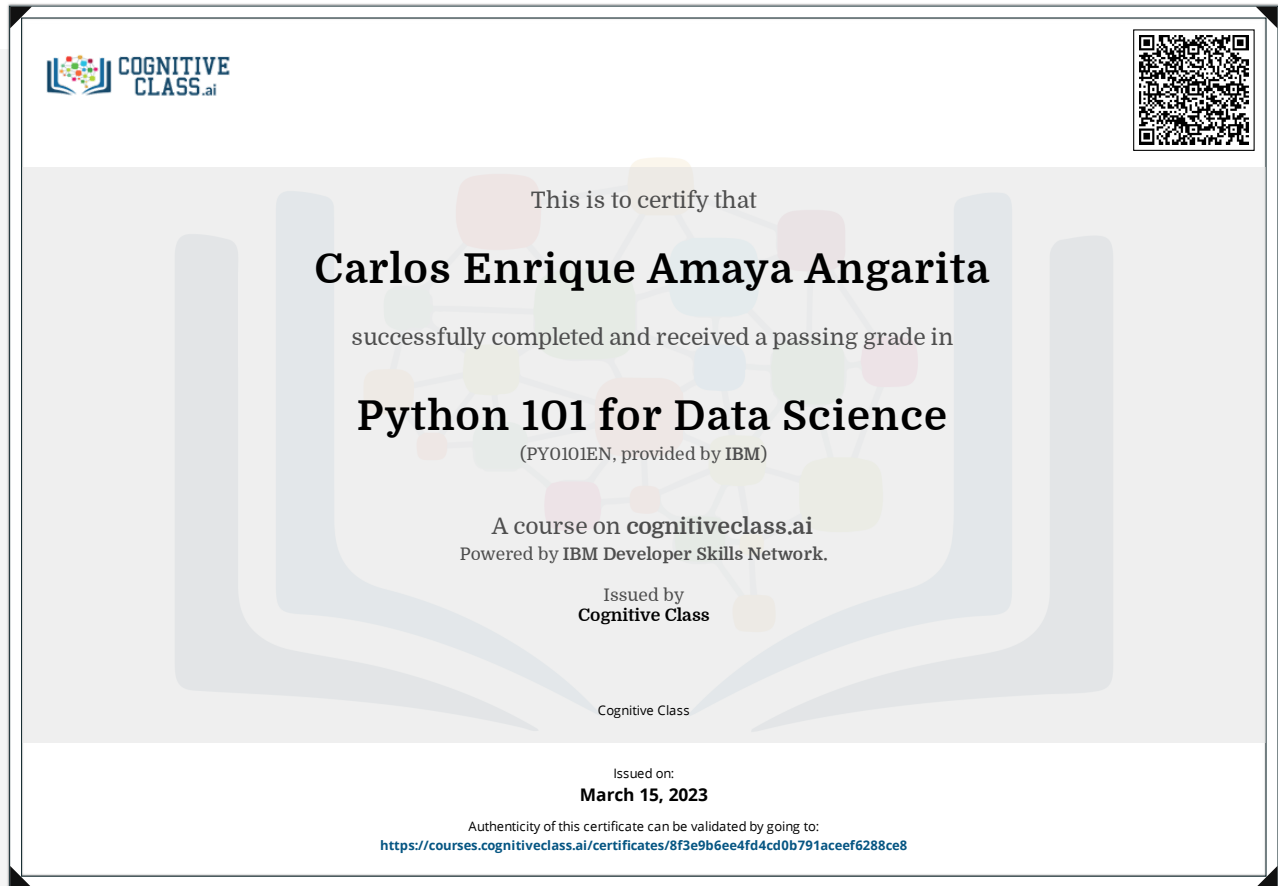 COGNITIVE
CLASS.ai
This is to certify that
Carlos Enrique Amaya Angarita
successfully completed and received a passing grade in
Python 101 for Data Science
(PY0101EN, provided by IBM)
A course on cognitiveclass.ai
Powered by IBM Developer Skills Network.
Issued by
Cognitive Class
Cognitive Class
Issued on:
March 15, 2023
Authenticity of this certificate can be validated by going to:
https://courses.cognitiveclass.ai/certificates/8f3e9b6ee4fd4cd0b791aceef6288ce8